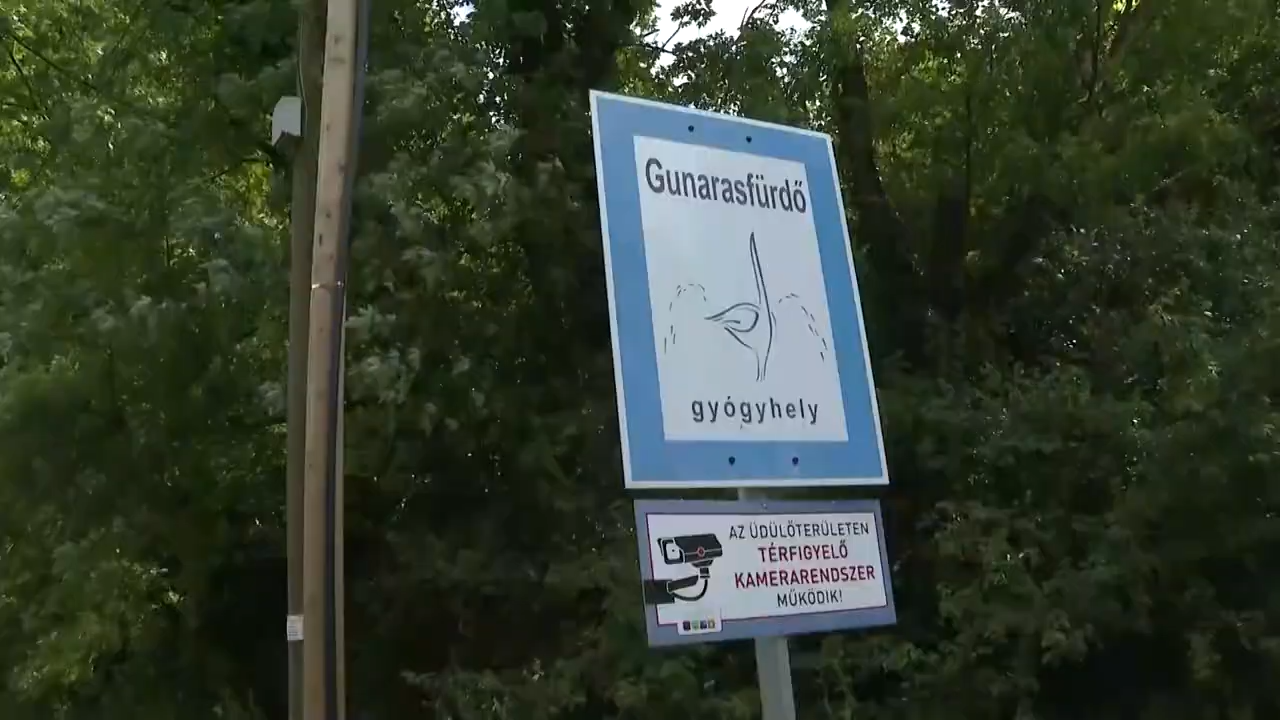 Gunarasfürdő
gyógyhely
AZ ÜDÜLŐTERÜLETEN
TÉRFIGYELŐ
KAMERARENDSZER
MŰKÖDIK!